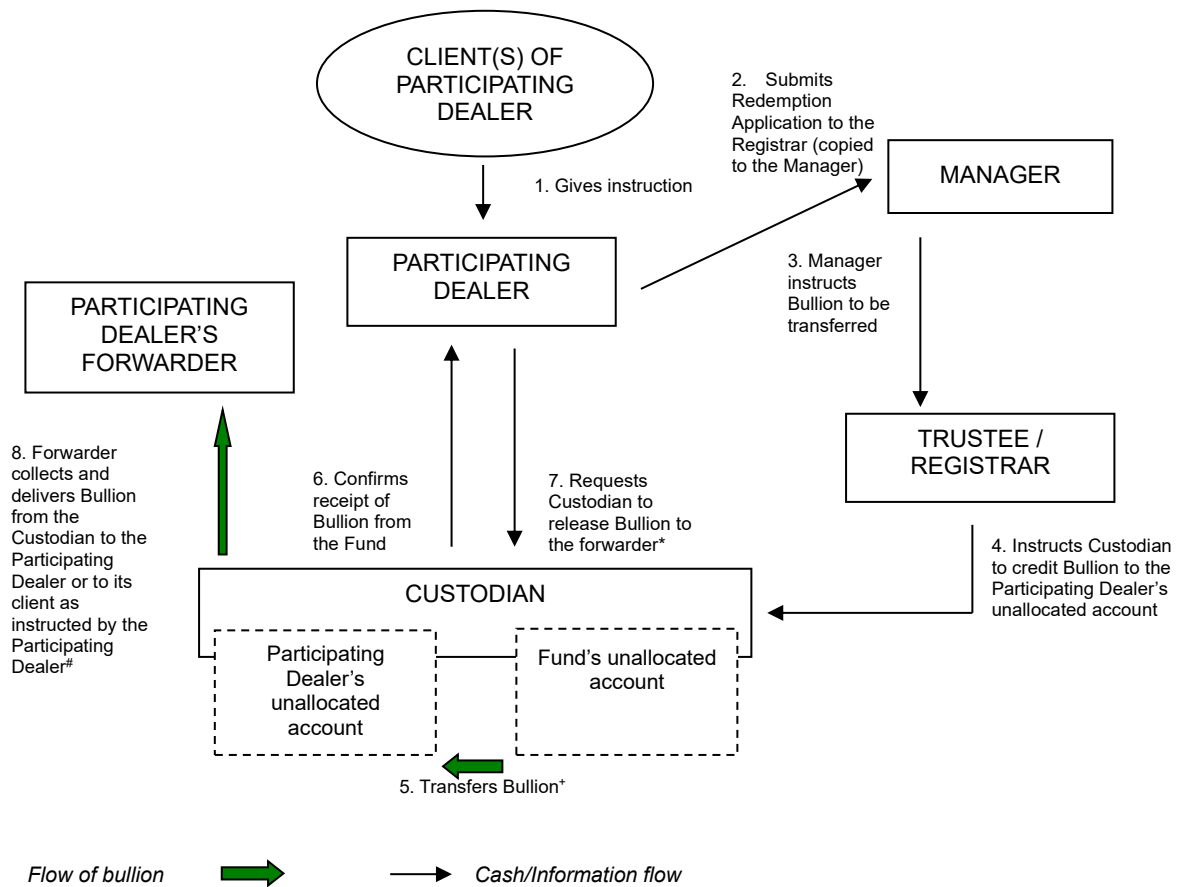 CLIENT(S) OF
PARTICIPATING
DEALER
2. Submits
Redemption
Application to the
Registrar (copied
to the Manager)
MANAGER
1. Gives instruction
PARTICIPATING
DEALER
3. Manager
instructs
Bullion to be
transferred
PARTICIPATING
DEALER’S
FORWARDER
TRUSTEE /
REGISTRAR
8. Forwarder
collects and
delivers Bullion
from the
Custodian to the
Participating
Dealer or to its
client as
instructed by the
Participating
Dealer#
6. Confirms
receipt of
Bullion from
the Fund
7. Requests
Custodian to
release Bullion to
the forwarder*
4. Instructs Custodian
to credit Bullion to the
Participating Dealer’s
unallocated account
CUSTODIAN
Participating
Dealer’s
unallocated
account
Fund’s unallocated
account
5. Transfers Bullion+
Flow of bullion
Cash/Information flow